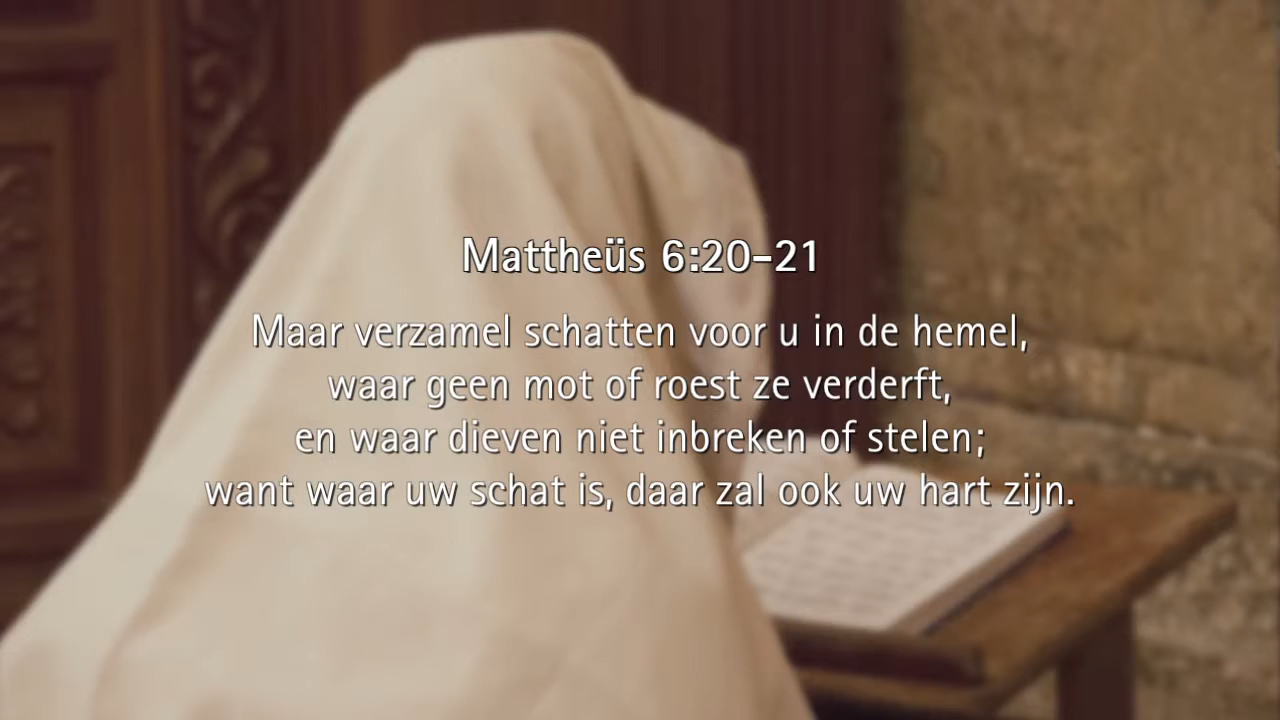 Mattheüs 6:20-21
Maar verzamel schatten voor u in de hemel,
waar geen mot of roest ze verderft,
en waar dieven niet inbreken of stelen;
want waar uw schat is, daar zal ook uw hart zijn.